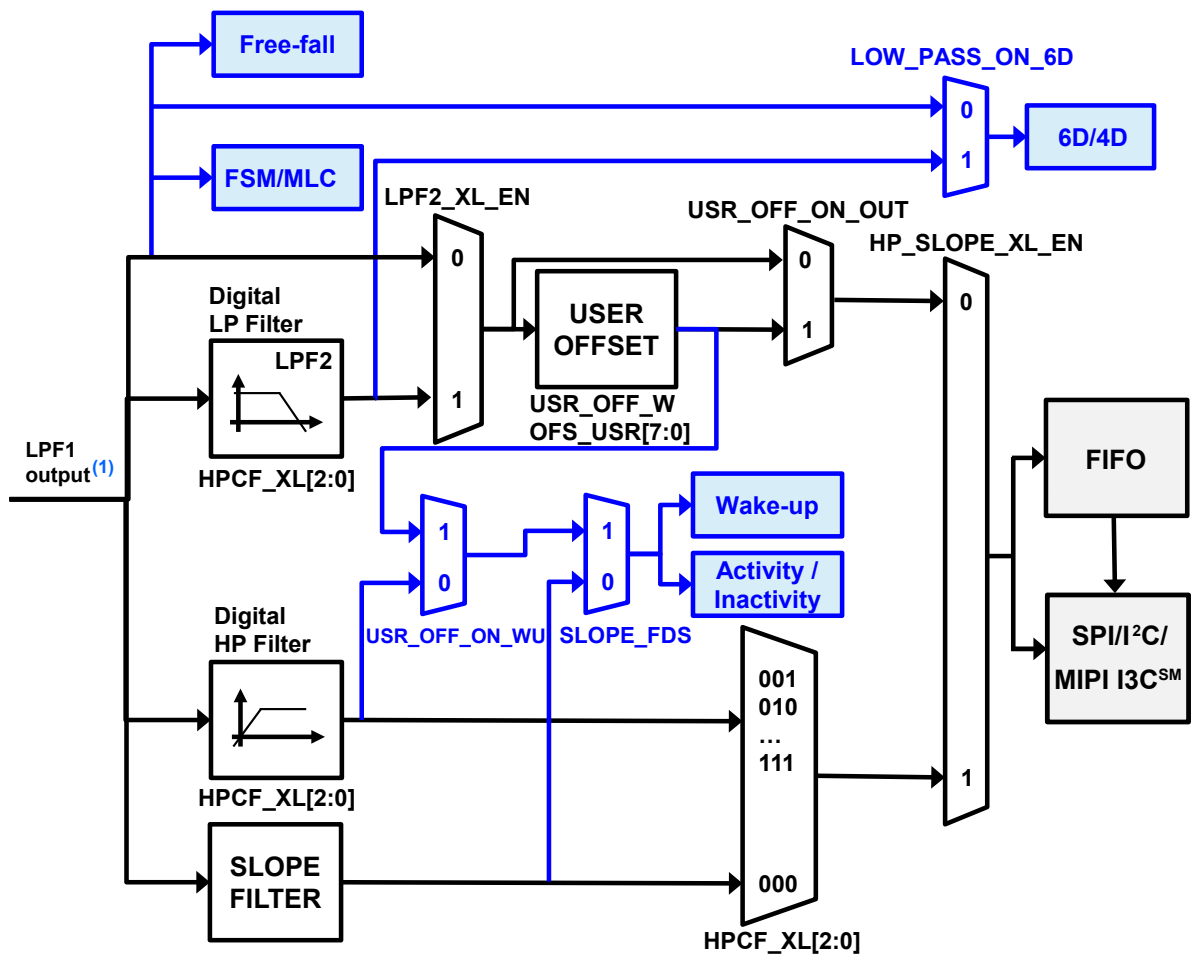 Free-fall
LOW_PASS_ON_6D
0
1
6D/4D
FSM/MLC
LPF2_XL_EN
0
1
USR_OFF_ON_OUT
0
1
HP_SLOPE_XL_EN
0
1
Digital
LP Filter
LPF2
HPCF_XL[2:0]
USER
OFFSET
USR_OFF_W
OFS_USR[7:0]
LPF1
output(1)
FIFO
Wake-up
1
0
USR_OFF_ON_WU
1
0
SLOPE_FDS
Activity /
Inactivity
SPI/I²C/
MIPI I3C℠
Digital
HP Filter
HPCF_XL[2:0]
001
010
...
111
000
HPCF_XL[2:0]
SLOPE
FILTER